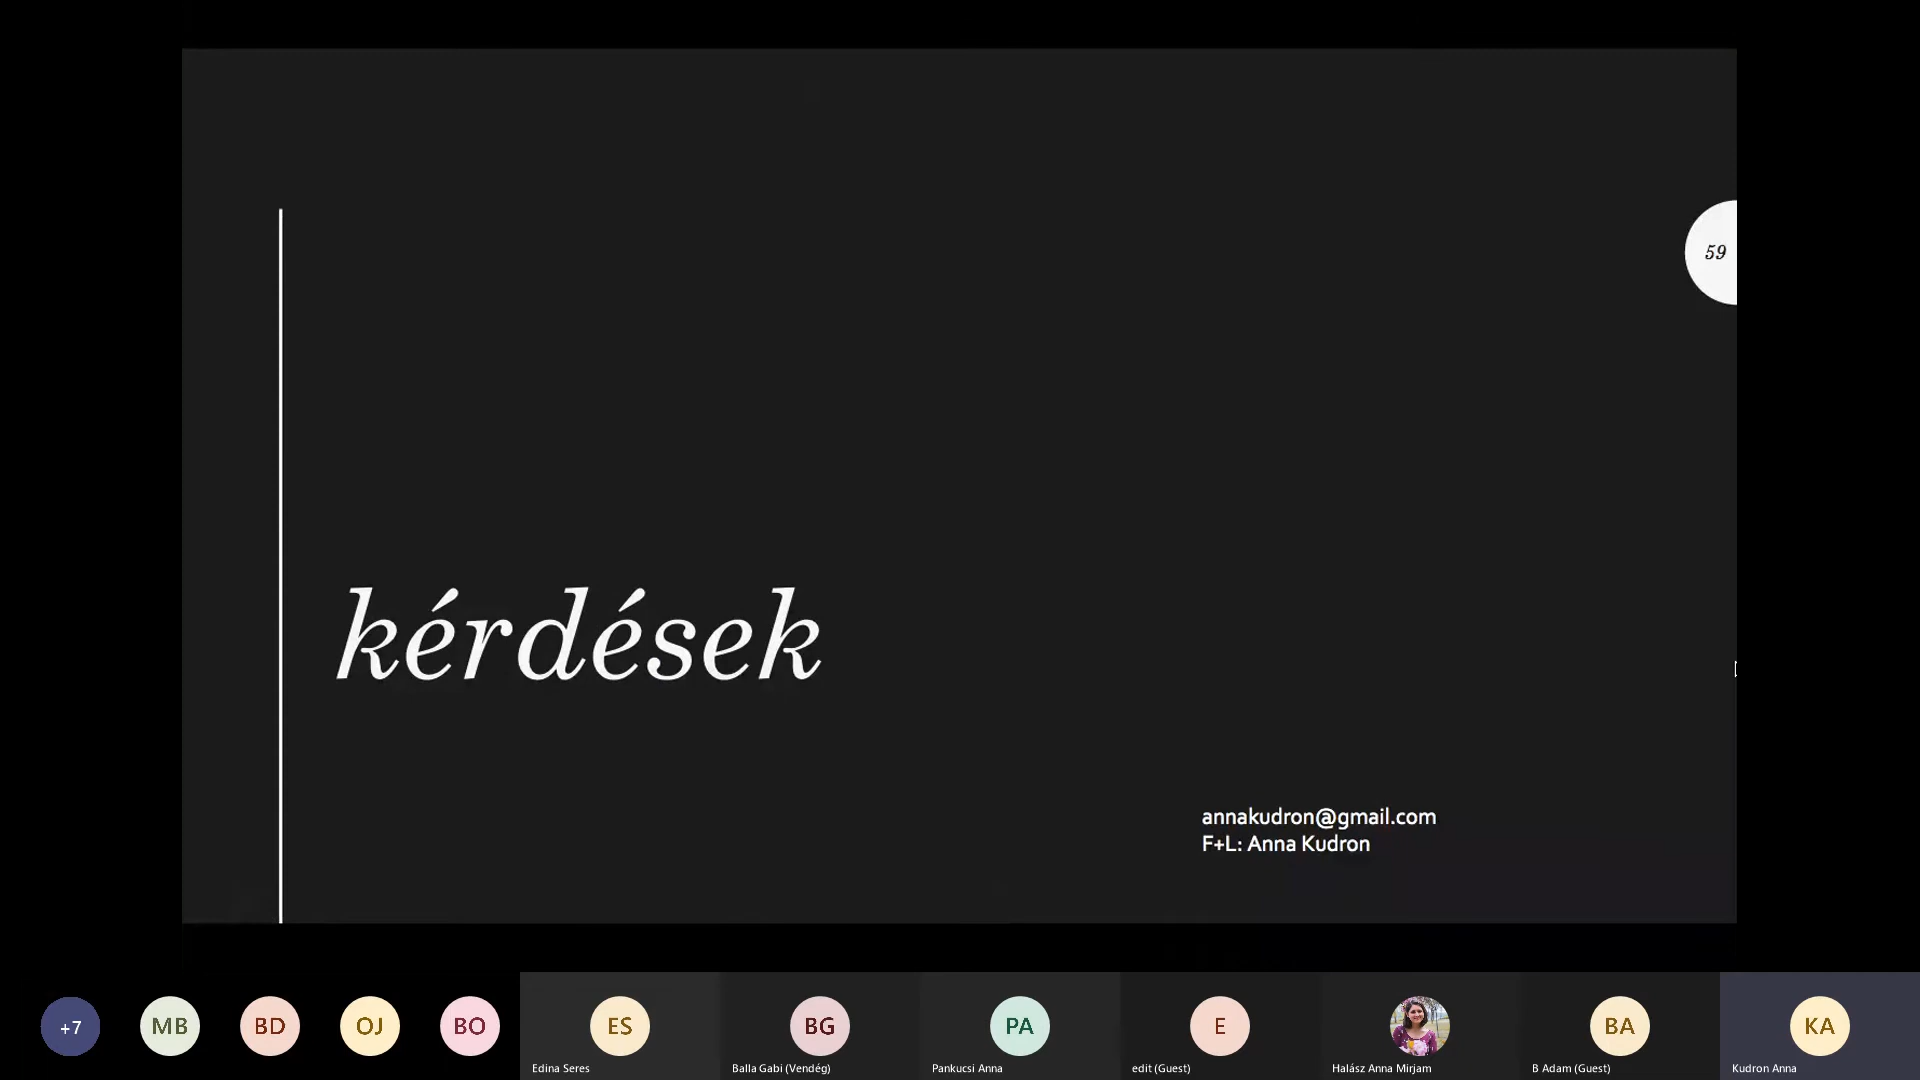 59
kérdések
annakudron@gmail.com
F+L: Anna Kudron
+7
MB
BD
OJ
BO
ES
BG
PA
E
BA
KA
Edina Seres
Balla Gabi (Vendég)
Pankucsi Anna
edit (Guest)
Halász Anna Mirjam
B Adam (Guest)
Kudron Anna